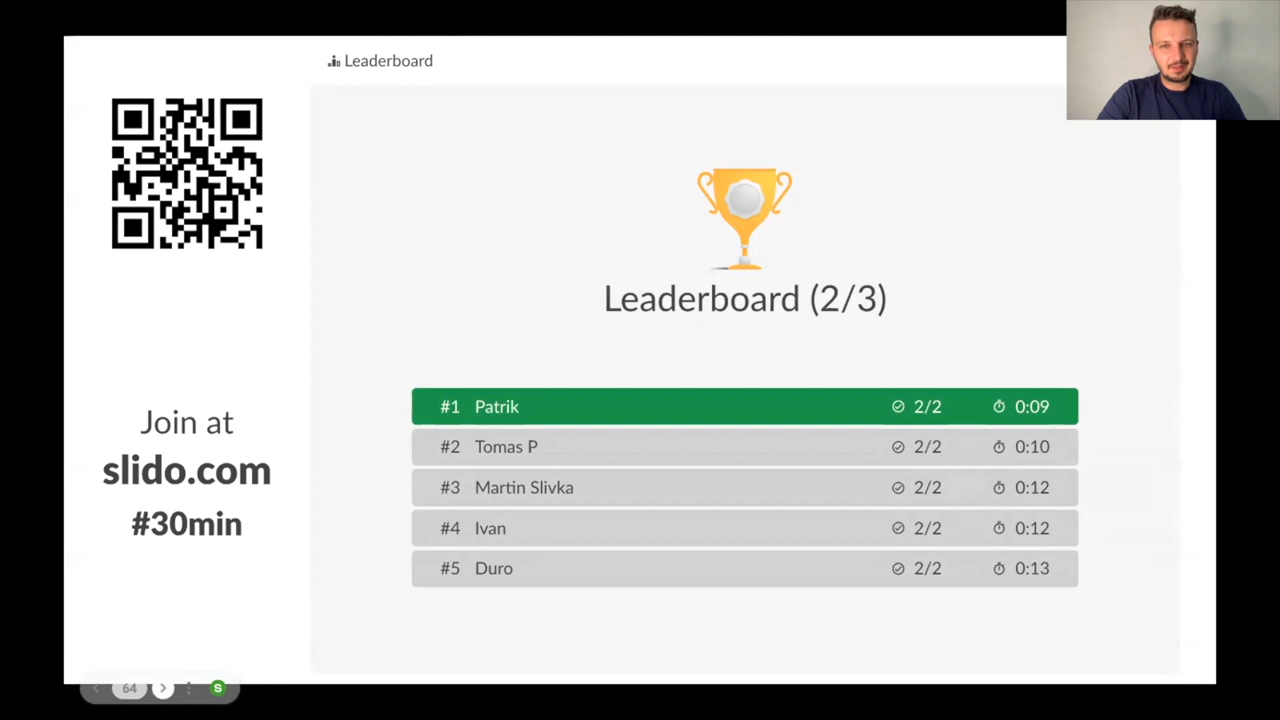 Leaderboard
Leaderboard (2/3)
#1 Patrik 2/2 0:09
#2 Tomas P 2/2 0:10
#3 Martin Slivka 2/2 0:12
#4 Ivan 2/2 0:12
#5 Duro 2/2 0:13
Join at
slido.com
#30min
64
S